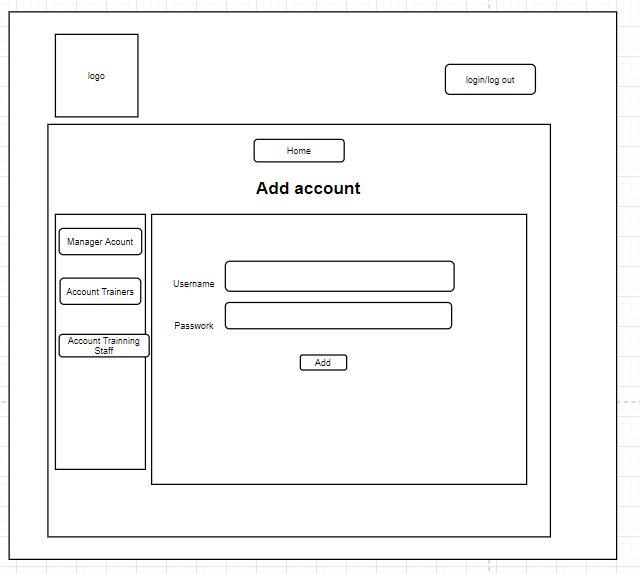 logo
login/log out
Home
Add account
Manager Acount
Account Trainers
Account Trainning
Staff
Username
Passwork
Add